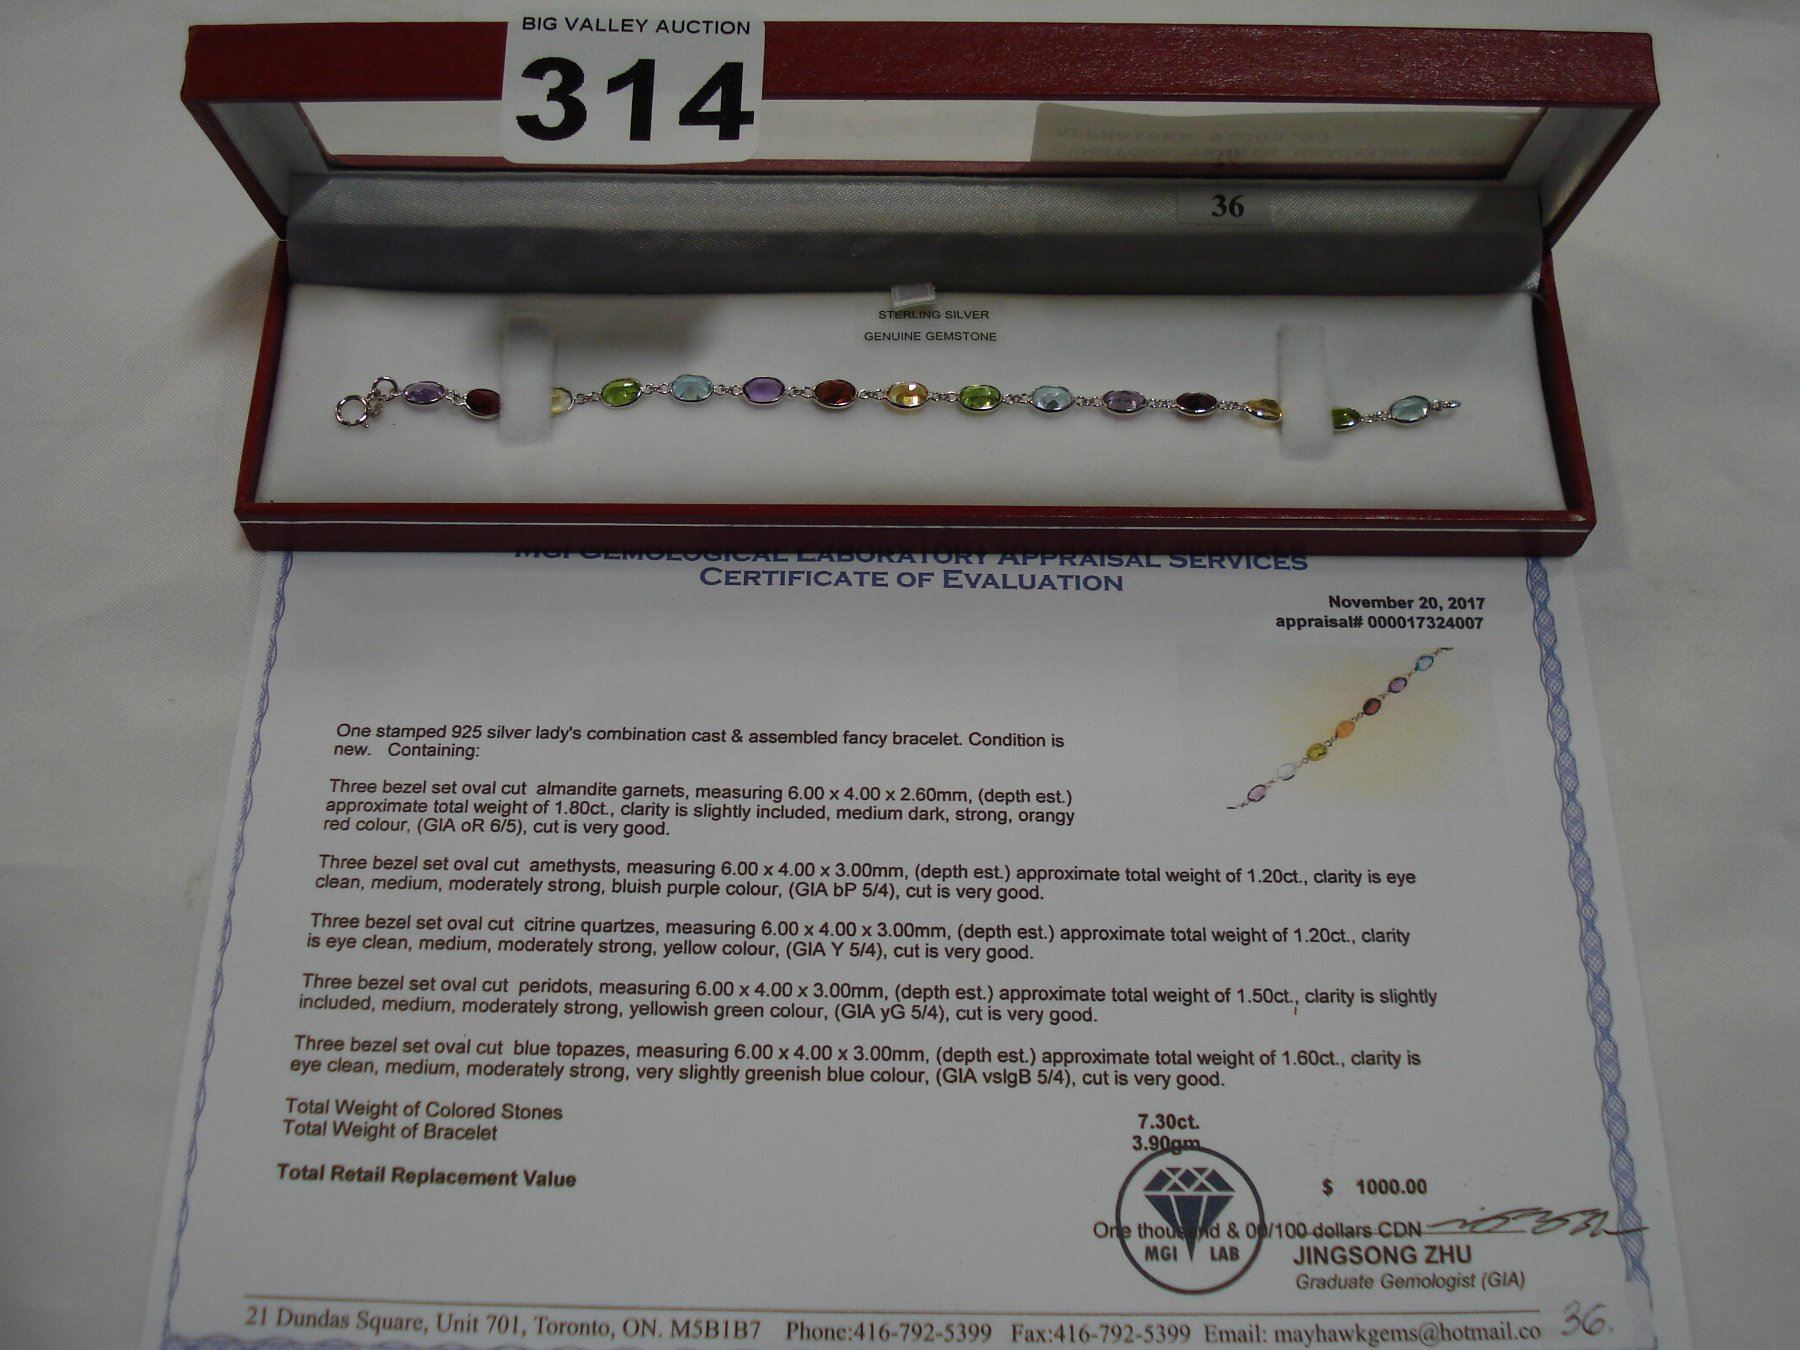 BIG VALLEY AUCTION
314
36
STERLING SILVER
GENUINE GEMSTONE
MGI GEMOLOGICAL LABORATORY APPRAISAL SERVICES
CERTIFICATE OF EVALUATION
November 20, 2017
appraisal# 000017324007
One stamped 925 silver lady's combination cast & assembled fancy bracelet. Condition is
new. Containing:
Three bezel set oval cut almandite garnets, measuring 6.00 x 4.00 x 2.60mm, (depth est.)
approximate total weight of 1.80ct., clarity is slightly included, medium dark, strong, orangy
red colour, (GIA oR 6/5), cut is very good.
Three bezel set oval cut amethysts, measuring 6.00 x 4.00 x 3.00mm, (depth est.) approximate total weight of 1.20ct., clarity is eye
clean, medium, moderately strong, bluish purple colour, (GIA bP 5/4), cut is very good.
Three bezel set oval cut citrine quartzes, measuring 6.00 x 4.00 x 3.00mm, (depth est.) approximate total weight of 1.20ct., clarity
is eye clean, medium, moderately strong, yellow colour, (GIA Y 5/4), cut is very good.
Three bezel set oval cut peridots, measuring 6.00 x 4.00 x 3.00mm, (depth est.) approximate total weight of 1.50ct., clarity is slightly
included, medium, moderately strong, yellowish green colour, (GIA yG 5/4), cut is very good.
Three bezel set oval cut blue topazes, measuring 6.00 x 4.00 x 3.00mm, (depth est.) approximate total weight of 1.60ct., clarity is
eye clean, medium, moderately strong, very slightly greenish blue colour, (GIA vslgB 5/4), cut is very good.
Total Weight of Colored Stones 7.30ct.
Total Weight of Bracelet 3.90gm
Total Retail Replacement Value $ 1000.00
One thousand & 00/100 dollars CDN
MGI LAB
JINGSONG ZHU
Graduate Gemologist (GIA)
21 Dundas Square, Unit 701, Toronto, ON. M5B1B7 Phone:416-792-5399 Fax:416-792-5399 Email: mayhawkgems@hotmail.co
36.